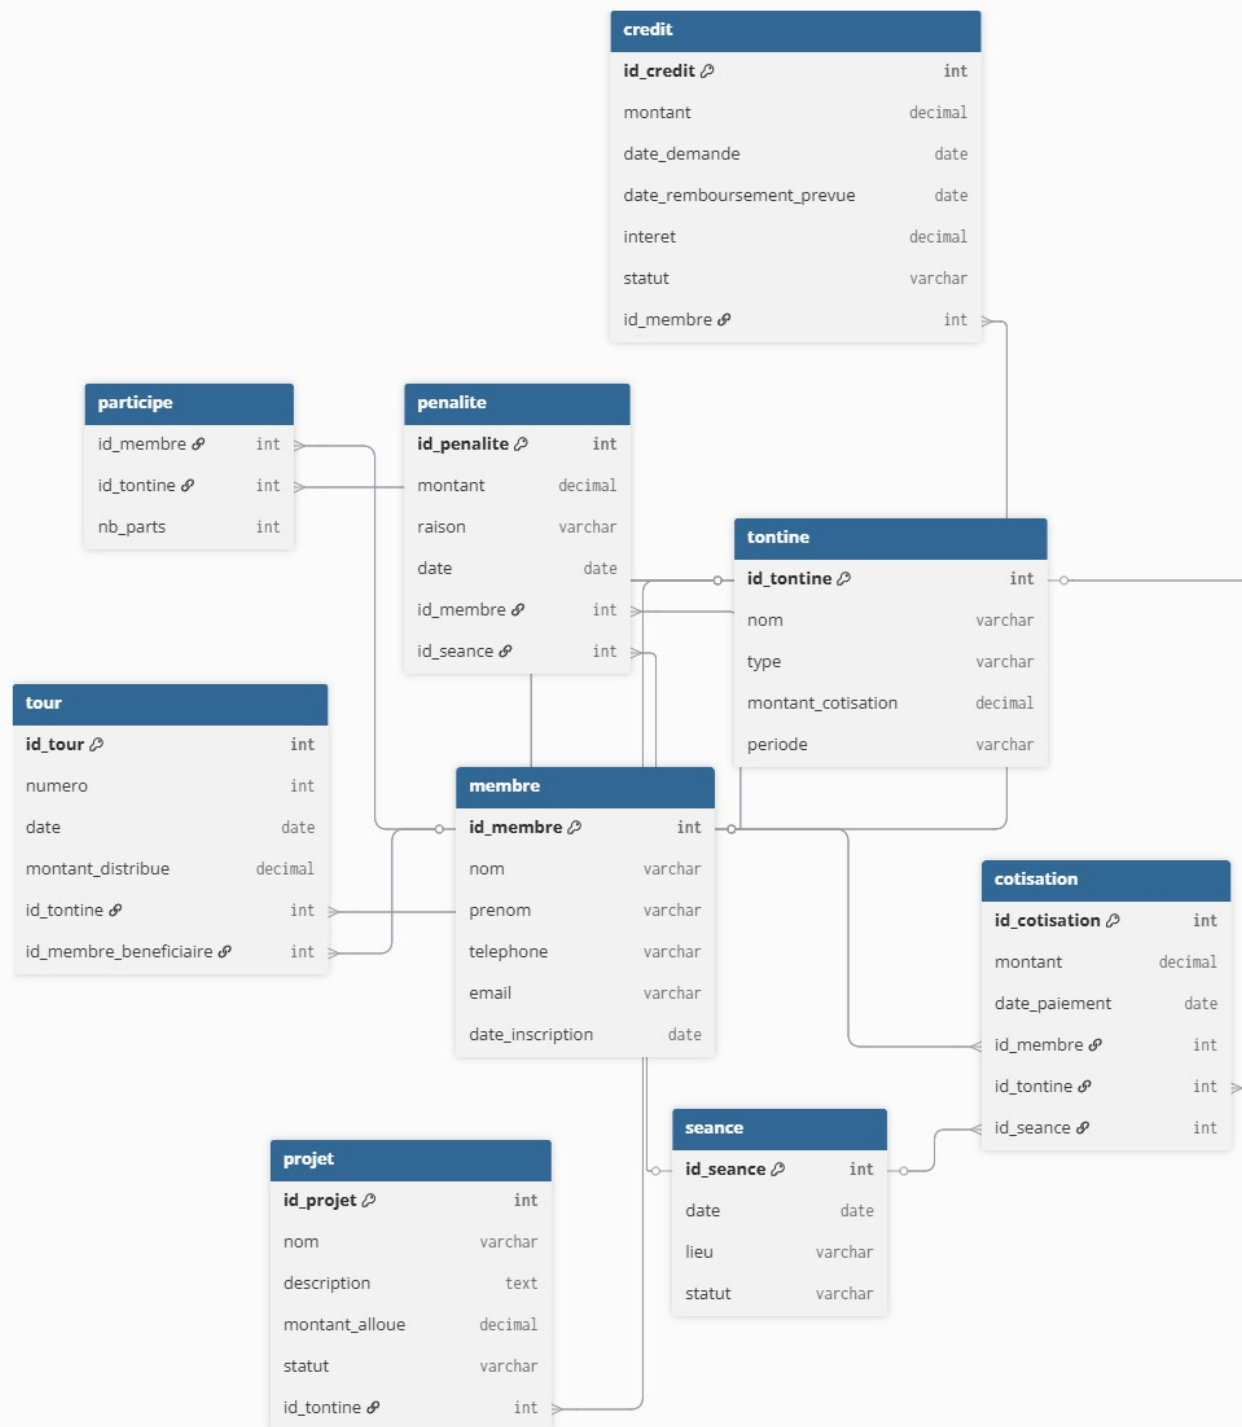 credit
id_credit int
montant decimal
date_demande date
date_remboursement_prevue date
interet decimal
statut varchar
id_membre int
participe
id_membre int
id_tontine int
nb_parts int
penalite
id_penalite int
montant decimal
raison varchar
date date
id_membre int
id_seance int
tontine
id_tontine int
nom varchar
type varchar
montant_cotisation decimal
periode varchar
tour
id_tour int
numero int
date date
montant_distribue decimal
id_tontine int
id_membre_beneficiaire int
membre
id_membre int
nom varchar
prenom varchar
telephone varchar
email varchar
date_inscription date
cotisation
id_cotisation int
montant decimal
date_paiement date
id_membre int
id_tontine int
id_seance int
seance
id_seance int
date date
lieu varchar
statut varchar
projet
id_projet int
nom varchar
description text
montant_alloue decimal
statut varchar
id_tontine int